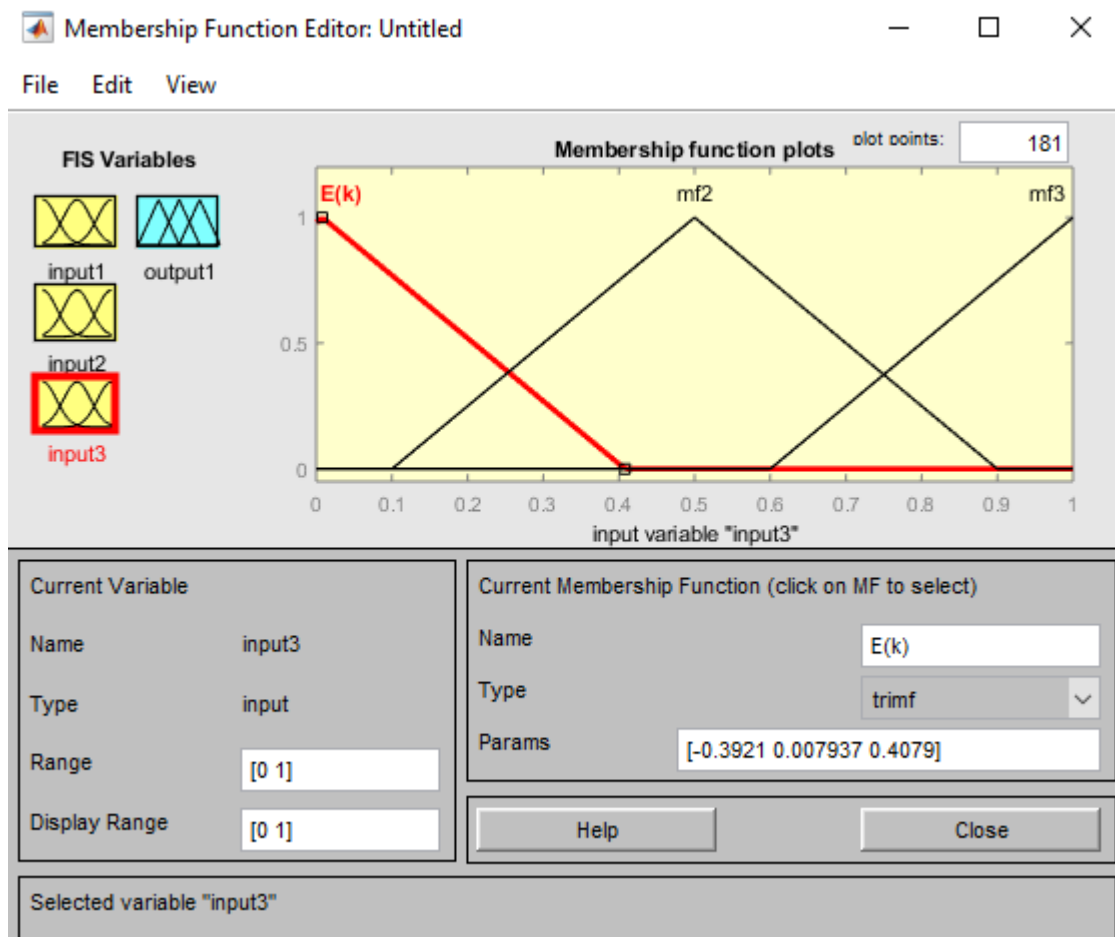 Membership Function Editor: Untitled
File Edit View
FIS Variables
input1 output1
input2
input3
Membership function plots plot points: 181
E(k) mf2 mf3
1
0.5
0
0 0.1 0.2 0.3 0.4 0.5 0.6 0.7 0.8 0.9 1
input variable "input3"
Current Variable
Name input3
Type input
Range [0 1]
Display Range [0 1]
Current Membership Function (click on MF to select)
Name E(k)
Type trimf
Params [-0.3921 0.007937 0.4079]
Help Close
Selected variable "input3"